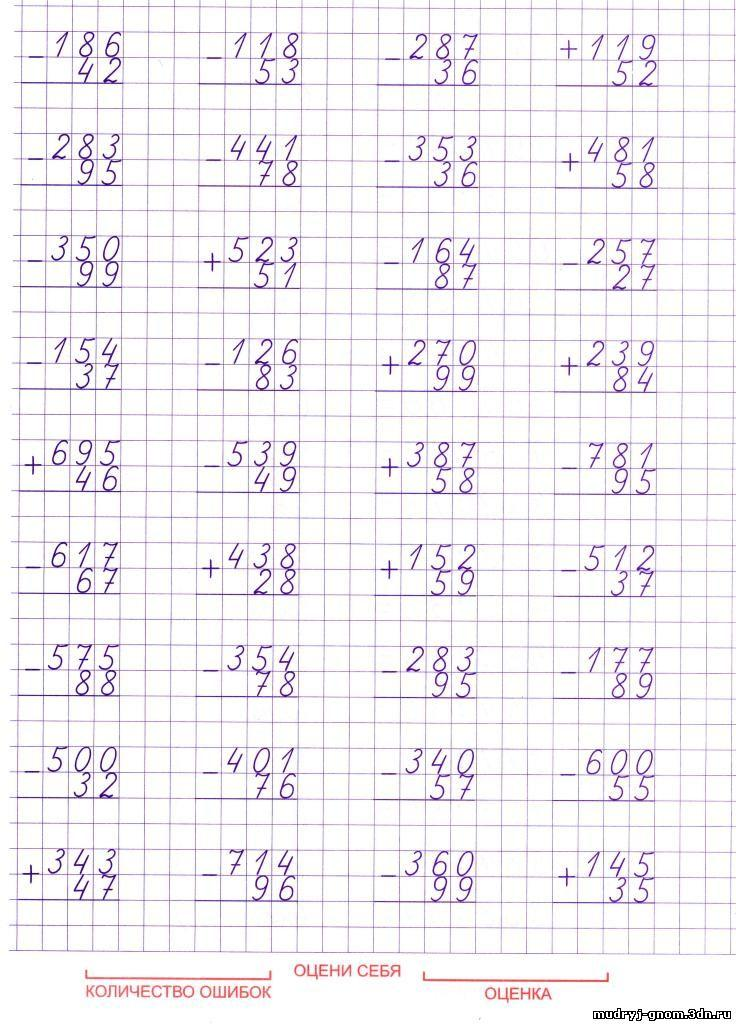 -186 -118 -287 +119
42 53 36 52
-283 -441 -353 +481
95 78 36 58
-350 +523 -164 -257
99 51 87 27
-154 -126 +270 +239
37 83 99 84
+695 -539 +387 -781
46 49 58 95
-617 +438 +152 -512
67 28 59 37
-575 -354 -283 -177
88 78 95 89
-500 -401 -340 -600
32 76 57 55
+343 -714 -360 +145
47 96 99 35
ОЦЕНИ СЕБЯ
КОЛИЧЕСТВО ОШИБОК ОЦЕНКА
mudryj-gnom.3dn.ru